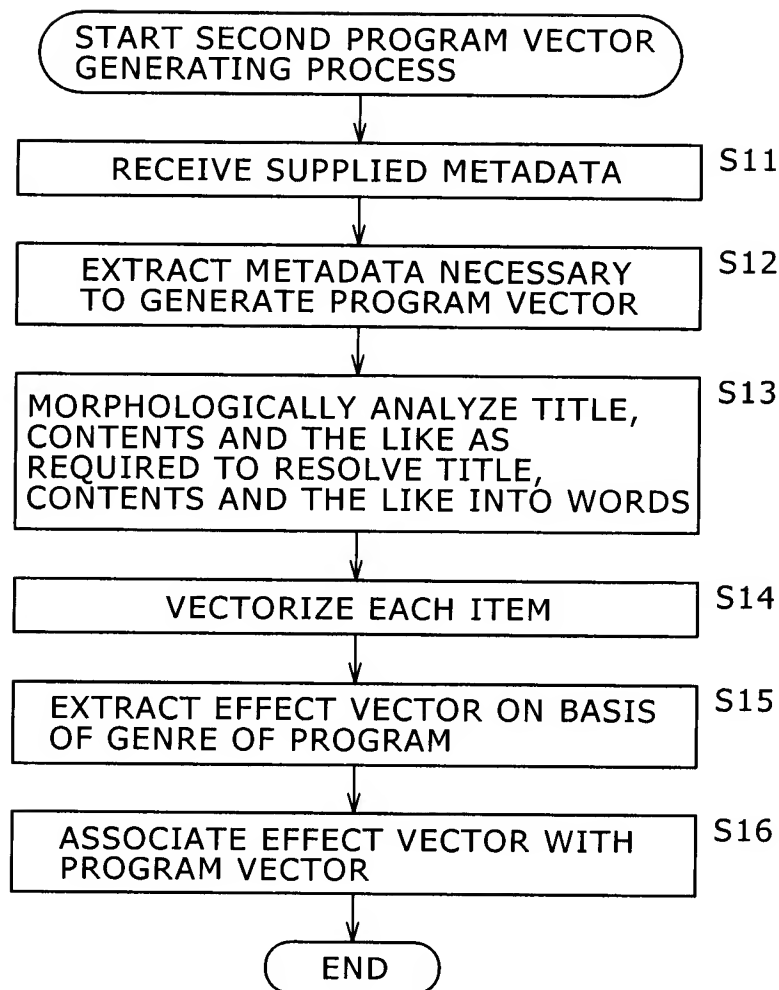 START SECOND PROGRAM VECTOR
GENERATING PROCESS
RECEIVE SUPPLIED METADATA
S11
EXTRACT METADATA NECESSARY
TO GENERATE PROGRAM VECTOR
S12
MORPHOLOGICALLY ANALYZE TITLE,
CONTENTS AND THE LIKE AS
REQUIRED TO RESOLVE TITLE,
CONTENTS AND THE LIKE INTO WORDS
S13
VECTORIZE EACH ITEM
S14
EXTRACT EFFECT VECTOR ON BASIS
OF GENRE OF PROGRAM
S15
ASSOCIATE EFFECT VECTOR WITH
PROGRAM VECTOR
S16
END